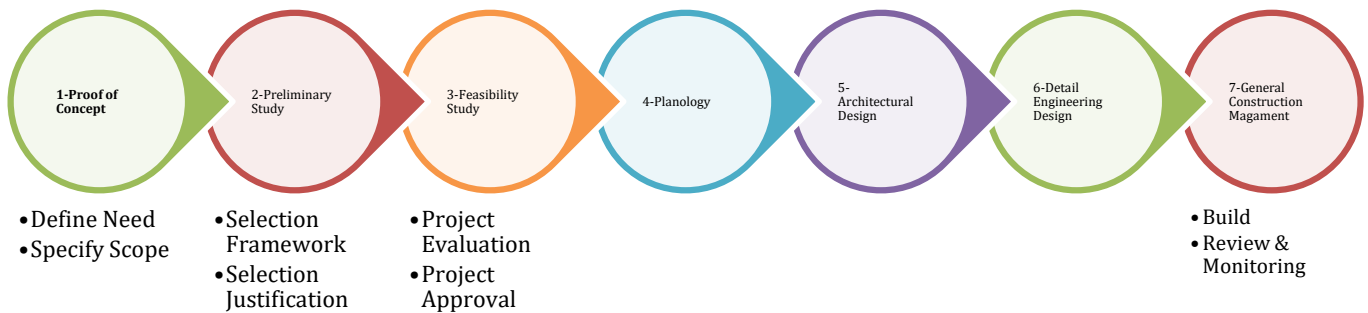 1-Proof of
Concept
2-Preliminary
Study
3-Feasibility
Study
4-Planology
5-
Architectural
Design
6-Detail
Engineering
Design
7-General
Construction
Magament
•Define Need
•Specify Scope
•Selection
Framework
•Selection
Justification
•Project
Evaluation
•Project
Approval
•Build
•Review &
Monitoring